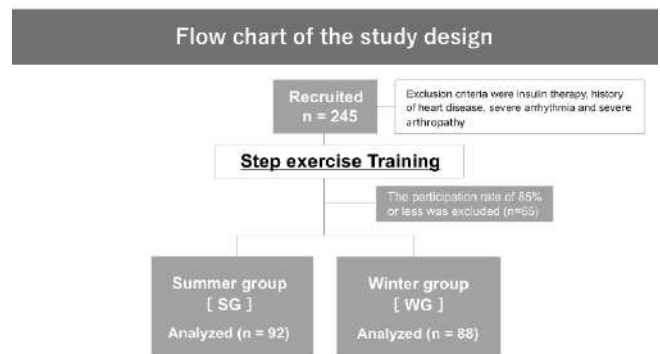 Flow chart of the study design
Recruited
n = 245
Exclusion criteria were insulin therapy, history
of heart disease, severe arrhythmia and severe
arthropathy
Step exercise Training
The participation rate of 85%
or less was excluded (n=65)
Summer group
[ SG ]
Analyzed (n = 92)
Winter group
[ WG ]
Analyzed (n = 88)